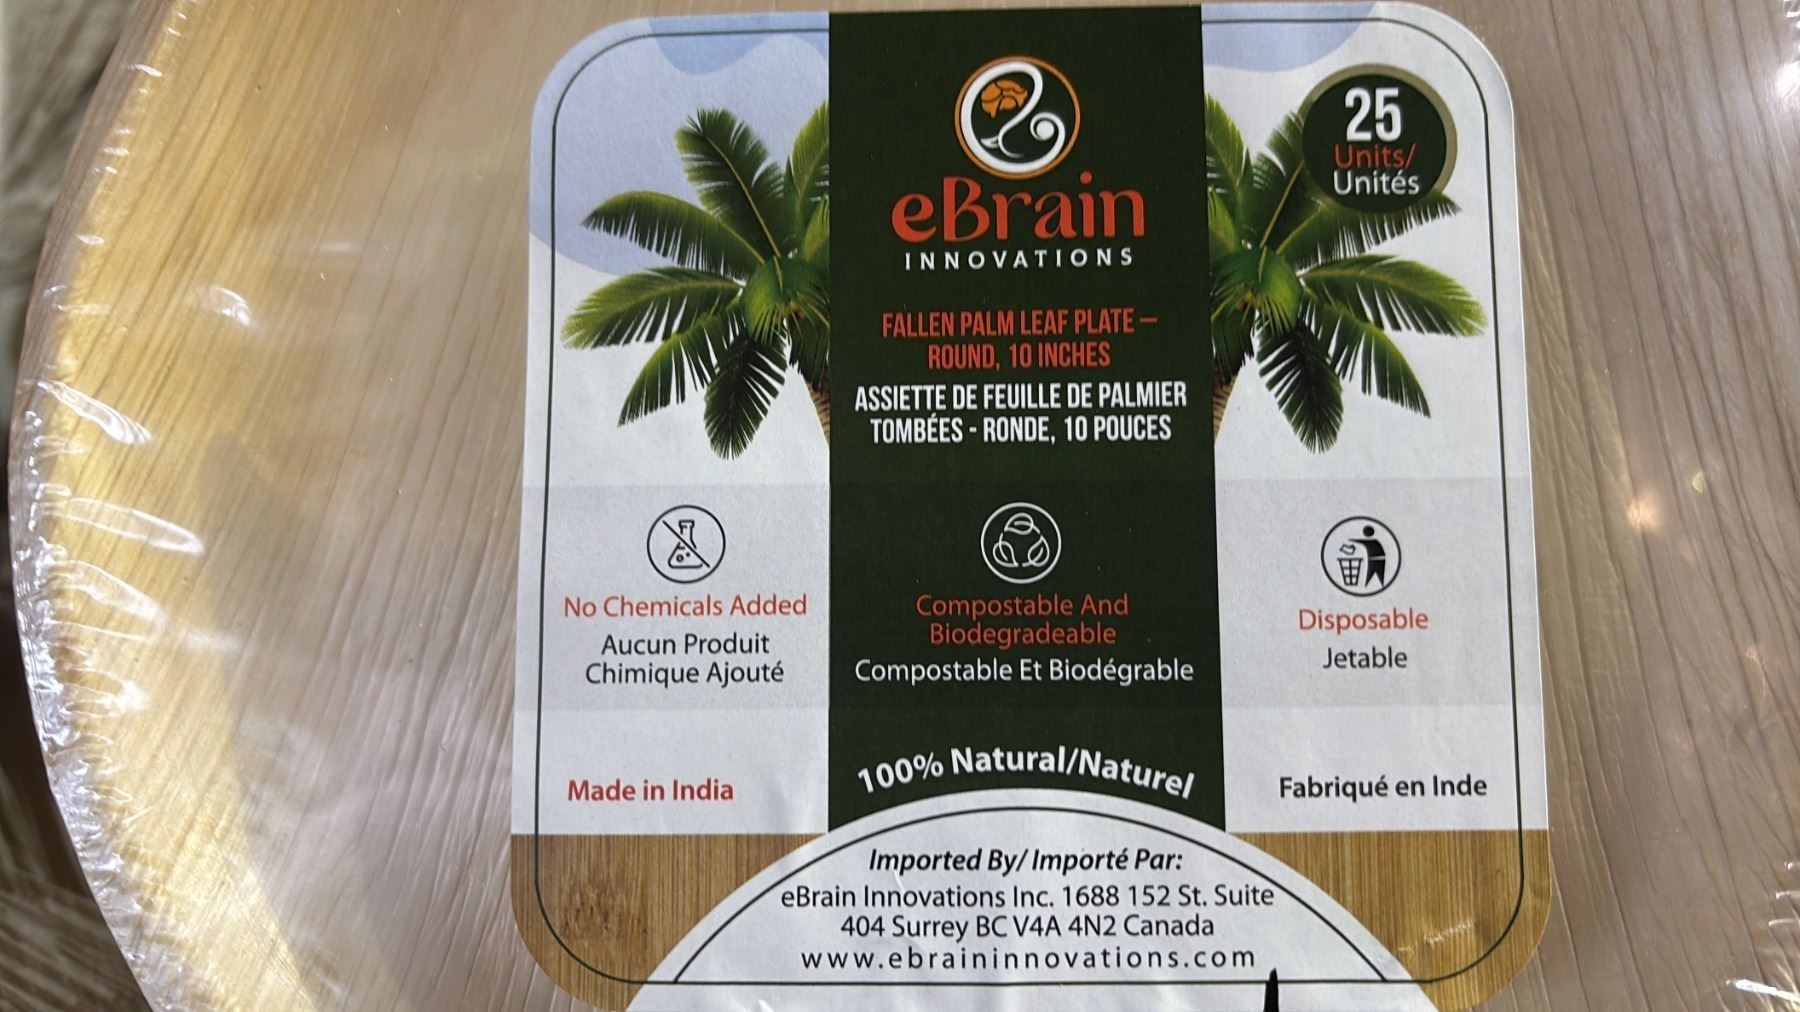 25
Units/
Unités
eBrain
INNOVATIONS
FALLEN PALM LEAF PLATE –
ROUND, 10 INCHES
ASSIETTE DE FEUILLE DE PALMIER
TOMBÉES - RONDE, 10 POUCES
No Chemicals Added
Aucun Produit
Chimique Ajouté
Compostable And
Biodegradeable
Compostable Et Biodégrable
Disposable
Jetable
Made in India
100% Natural/Naturel
Fabriqué en Inde
Imported By/ Importé Par:
eBrain Innovations Inc. 1688 152 St. Suite
404 Surrey BC V4A 4N2 Canada
www.ebraininnovations.com